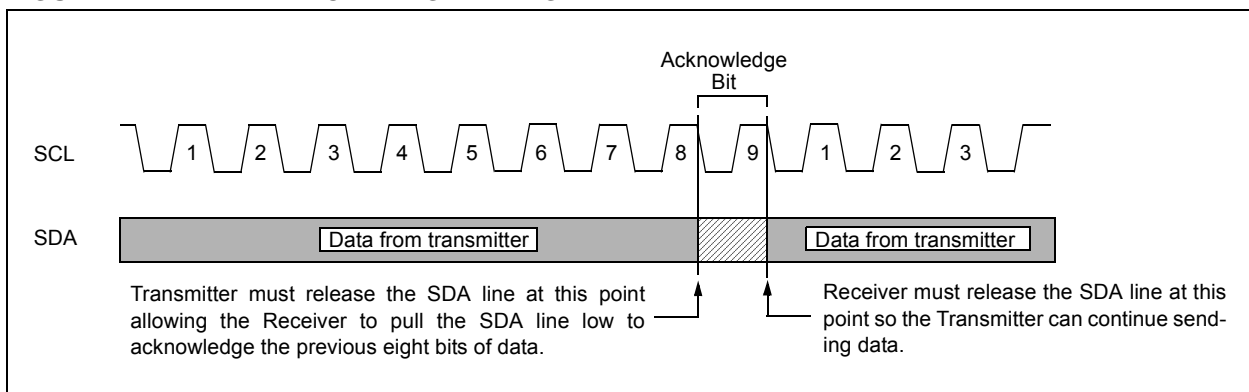 Acknowledge
Bit
SCL
1 2 3 4 5 6 7 8 9 1 2 3
SDA
Data from transmitter Data from transmitter
Transmitter must release the SDA line at this point
allowing the Receiver to pull the SDA line low to
acknowledge the previous eight bits of data.
Receiver must release the SDA line at this
point so the Transmitter can continue send-
ing data.